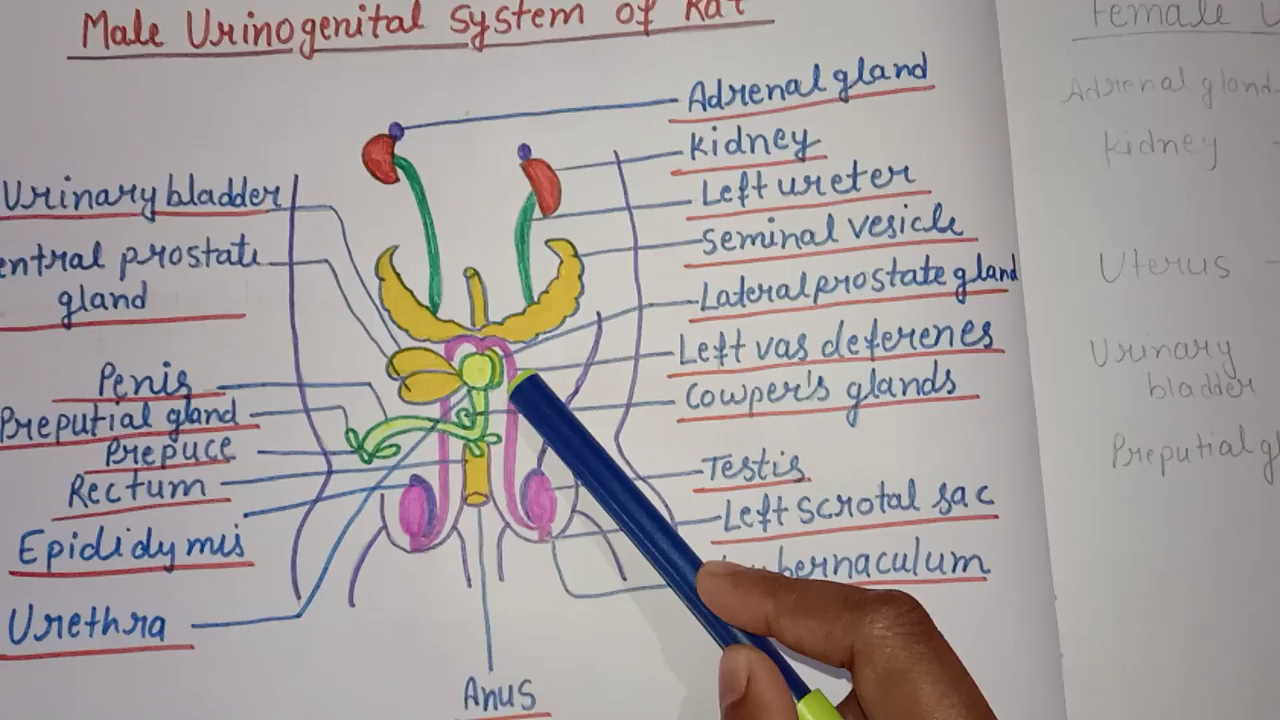 Male Urinogenital System of Rat
Adrenal gland
Kidney
Left ureter
Seminal vesicle
Lateral prostate gland
Left vas deferenes
Cowper's glands
Testis
Left Scrotal sac
bernaculum
Urinary bladder
entral prostate
gland
Penis
Preputial gland
Prepuce
Rectum
Epididymis
Urethra
Anus
Female U
Adrenal gland
Kidney
Uterus
Urinary
bladder
Preputial gl